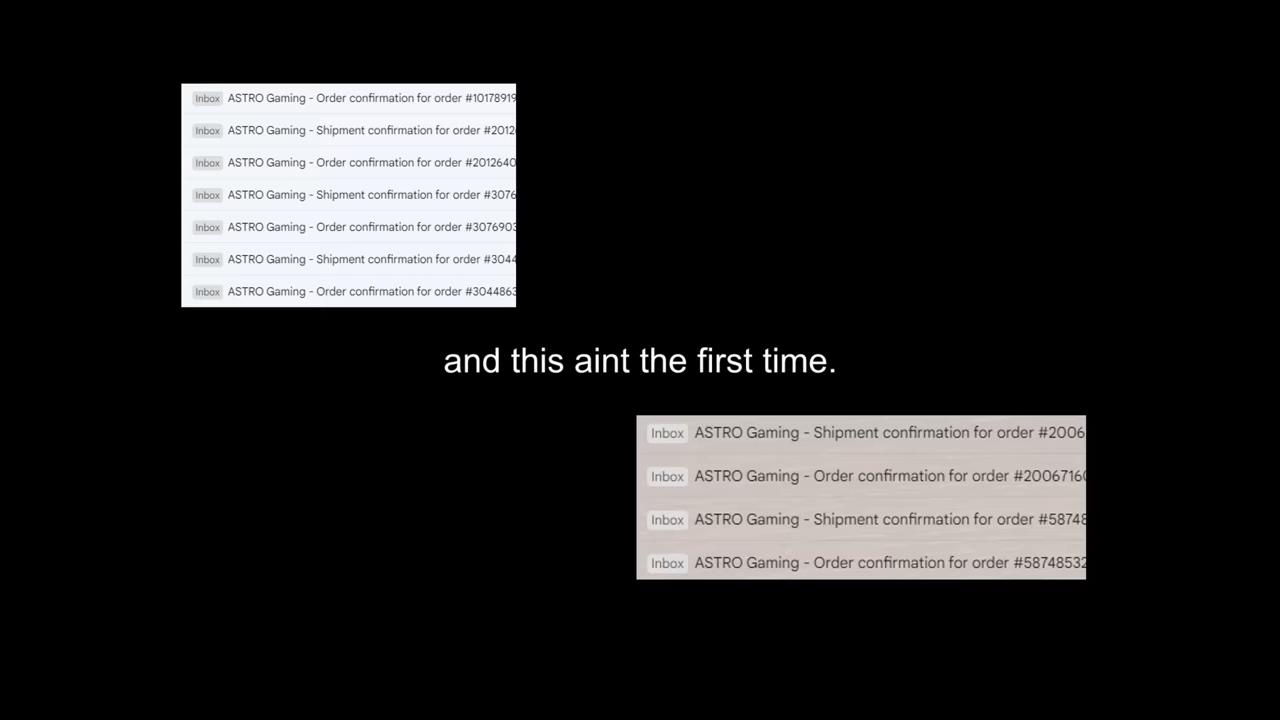 Inbox ASTRO Gaming - Order confirmation for order #10178919
Inbox ASTRO Gaming - Shipment confirmation for order #2012
Inbox ASTRO Gaming - Order confirmation for order #2012640
Inbox ASTRO Gaming - Shipment confirmation for order #3076
Inbox ASTRO Gaming - Order confirmation for order #3076903
Inbox ASTRO Gaming - Shipment confirmation for order #3044
Inbox ASTRO Gaming - Order confirmation for order #3044863
and this aint the first time.
Inbox ASTRO Gaming - Shipment confirmation for order #2006
Inbox ASTRO Gaming - Order confirmation for order #2006716
Inbox ASTRO Gaming - Shipment confirmation for order #58748
Inbox ASTRO Gaming - Order confirmation for order #58748532